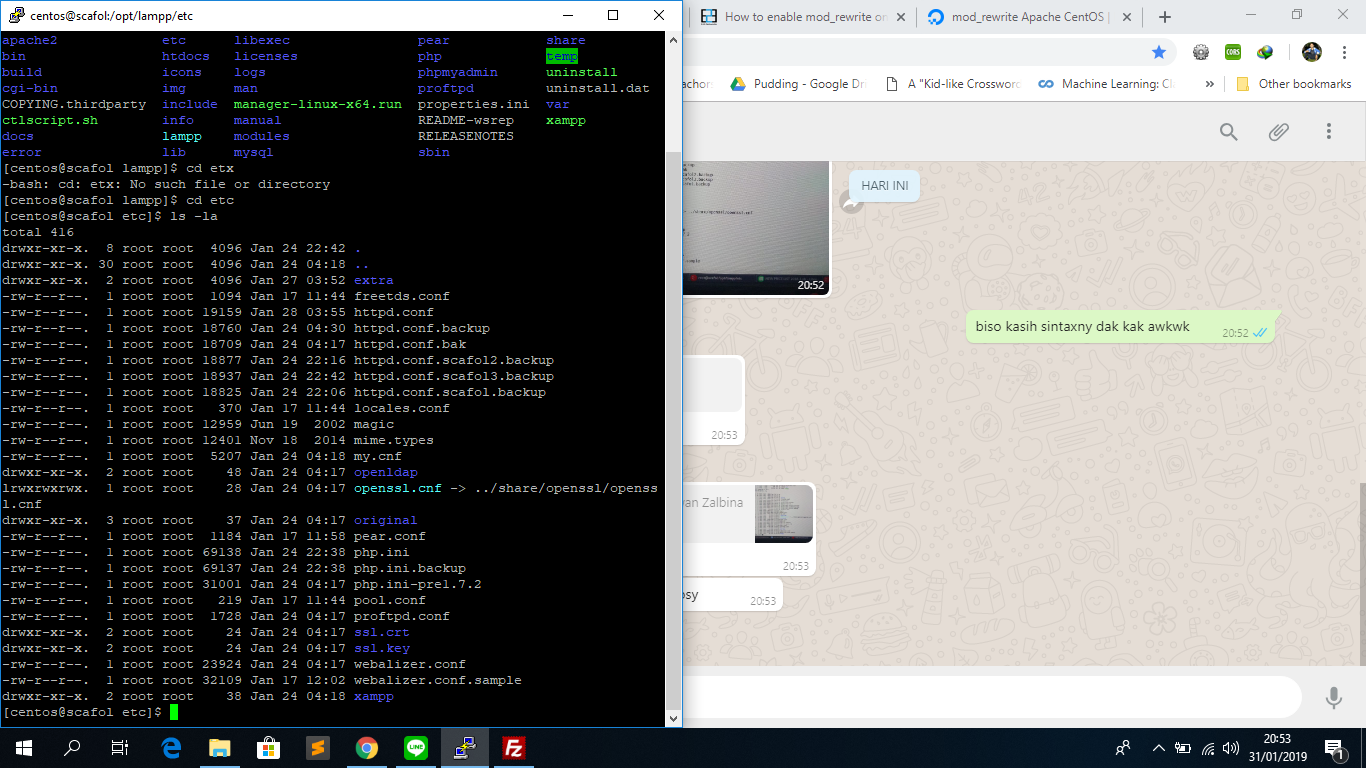 centos@scafol:/opt/lampp/etc
apache2 etc libexec pear share
bin htdocs licenses php temp
build icons logs phpmyadmin uninstall
cgi-bin img man proftpd uninstall.dat
COPYING.thirdparty include manager-linux-x64.run properties.ini var
ctlscript.sh info manual README-wsrep xampp
docs lampp modules RELEASENOTES
error lib mysql sbin
[centos@scafol lampp]$ cd etx
-bash: cd: etx: No such file or directory
[centos@scafol lampp]$ cd etc
[centos@scafol etc]$ ls -la
total 416
drwxr-xr-x. 8 root root 4096 Jan 24 22:42 .
drwxr-xr-x. 30 root root 4096 Jan 24 04:18 ..
drwxr-xr-x. 2 root root 4096 Jan 27 03:52 extra
-rw-r--r--. 1 root root 1094 Jan 17 11:44 freetds.conf
-rw-r--r--. 1 root root 19159 Jan 28 03:55 httpd.conf
-rw-r--r--. 1 root root 18760 Jan 24 04:30 httpd.conf.backup
-rw-r--r--. 1 root root 18709 Jan 24 04:17 httpd.conf.bak
-rw-r--r--. 1 root root 18877 Jan 24 22:16 httpd.conf.scafol2.backup
-rw-r--r--. 1 root root 18937 Jan 24 22:42 httpd.conf.scafol3.backup
-rw-r--r--. 1 root root 18825 Jan 24 22:06 httpd.conf.scafol.backup
-rw-r--r--. 1 root root 370 Jan 17 11:44 locales.conf
-rw-r--r--. 1 root root 12959 Jun 19 2002 magic
-rw-r--r--. 1 root root 12401 Nov 18 2014 mime.types
-rw-r--r--. 1 root root 5207 Jan 24 04:18 my.cnf
drwxr-xr-x. 2 root root 48 Jan 24 04:17 openldap
lrwxrwxrwx. 1 root root 28 Jan 24 04:17 openssl.cnf -> ../share/openssl/openss
l.cnf
drwxr-xr-x. 3 root root 37 Jan 24 04:17 original
-rw-r--r--. 1 root root 1184 Jan 17 11:58 pear.conf
-rw-r--r--. 1 root root 69138 Jan 24 22:38 php.ini
-rw-r--r--. 1 root root 69137 Jan 24 22:38 php.ini.backup
-rw-r--r--. 1 root root 31001 Jan 24 04:17 php.ini-pre1.7.2
-rw-r--r--. 1 root root 219 Jan 17 11:44 pool.conf
-rw-r--r--. 1 root root 1728 Jan 24 04:17 proftpd.conf
drwxr-xr-x. 2 root root 24 Jan 24 04:17 ssl.crt
drwxr-xr-x. 2 root root 24 Jan 24 04:17 ssl.key
-rw-r--r--. 1 root root 23924 Jan 24 04:17 webalizer.conf
-rw-r--r--. 1 root root 32109 Jan 17 12:02 webalizer.conf.sample
drwxr-xr-x. 2 root root 38 Jan 24 04:18 xampp
[centos@scafol etc]$
How to enable mod_rewrite on
mod_rewrite Apache CentOS |
CORS
achors
Pudding - Google Dri
A "Kid-like Crossword
Machine Learning: Cl
»
Other bookmarks
HARI INI
20:52
biso kasih sintaxny dak kak awkwk
20:52
20:53
an Zalbina
20:53
osy
20:53
LINE
Fz
20:53
31/01/2019
1